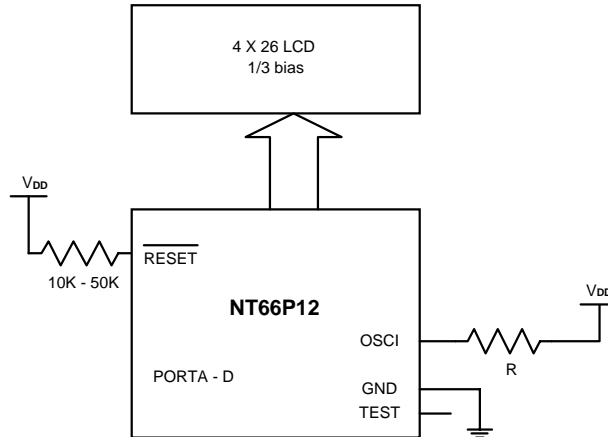 4 X 26 LCD
1/3 bias
VDD
RESET
10K - 50K
NT66P12
VDD
OSCI
R
PORTA - D
GND
TEST